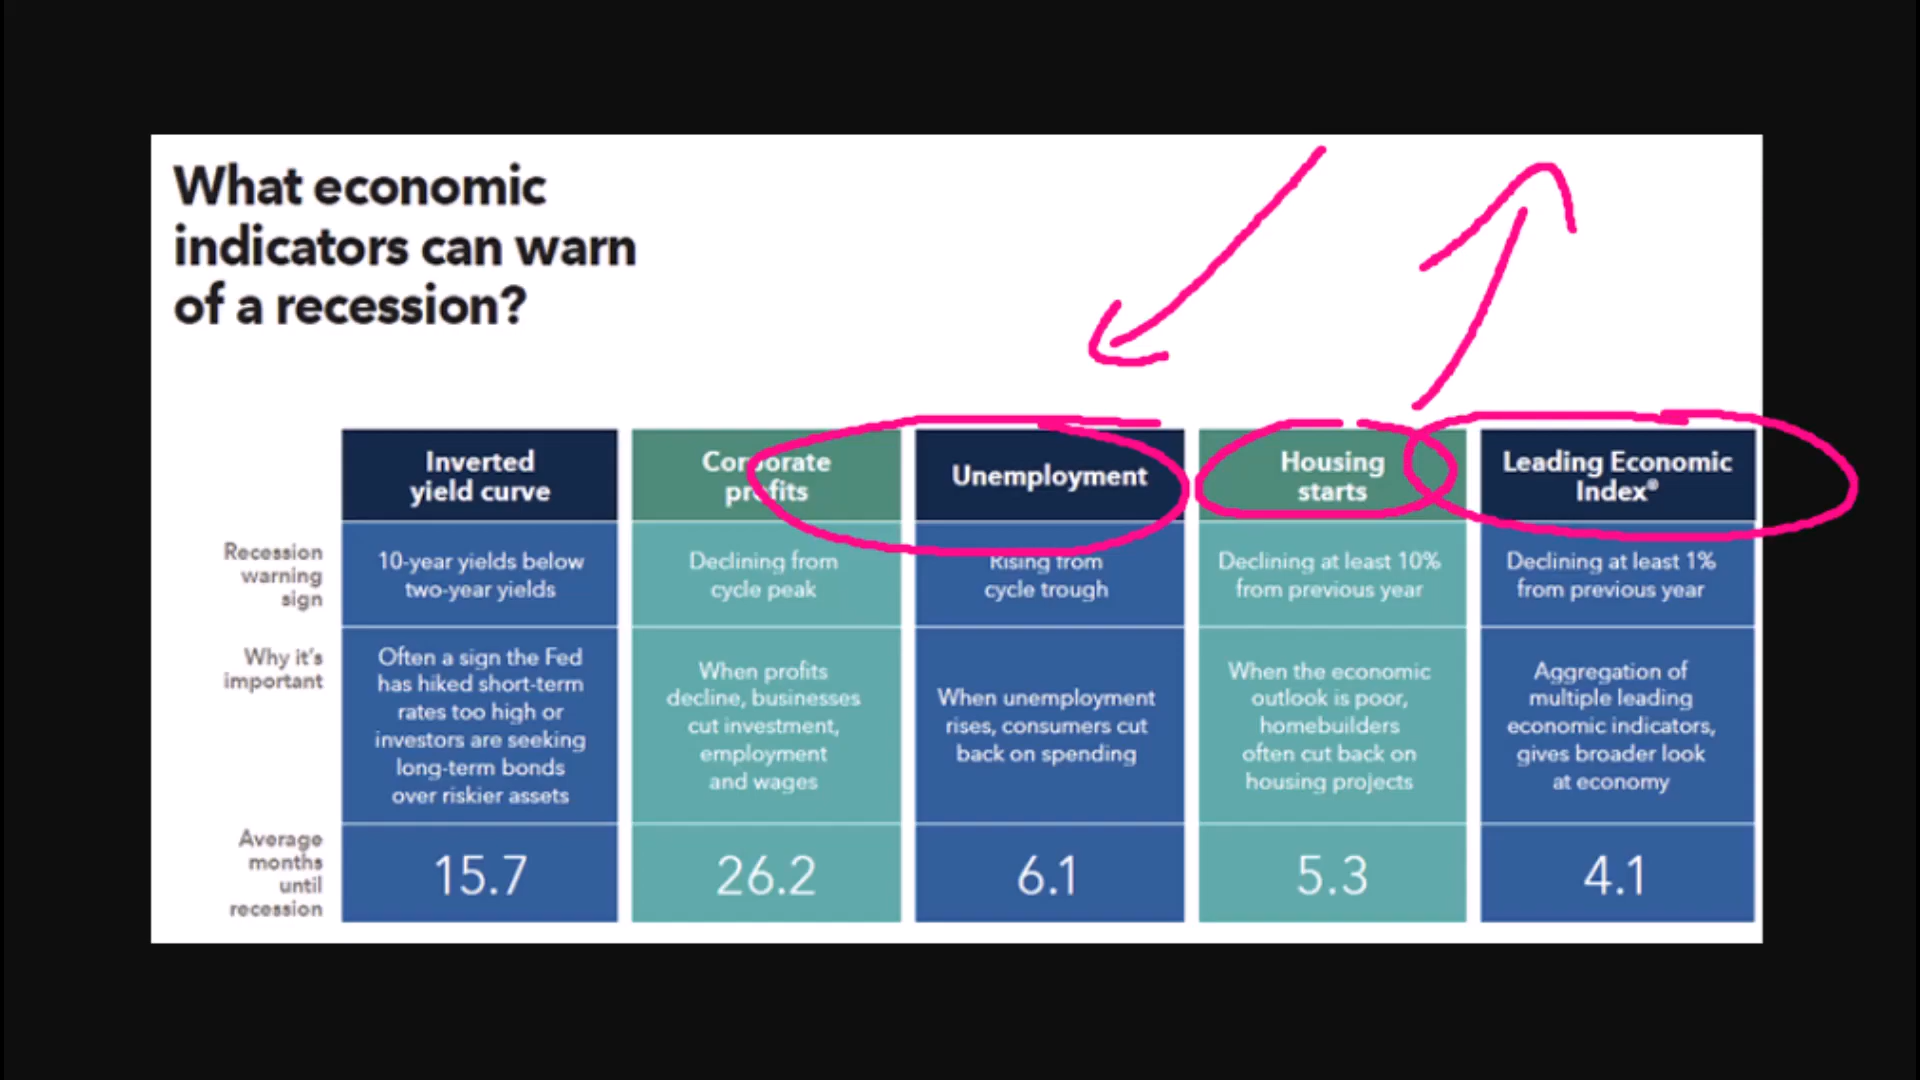 What economic
indicators can warn
of a recession?
Inverted
yield curve
Corporate
profits
Unemployment
Housing
starts
Leading Economic
Index®
Recession
warning
sign
10-year yields below
two-year yields
Declining from
cycle peak
Rising from
cycle trough
Declining at least 10%
from previous year
Declining at least 1%
from previous year
Why it's
important
Often a sign the Fed
has hiked short-term
rates too high or
investors are seeking
long-term bonds
over riskier assets
When profits
decline, businesses
cut investment,
employment
and wages
When unemployment
rises, consumers cut
back on spending
When the economic
outlook is poor,
homebuilders
often cut back on
housing projects
Aggregation of
multiple leading
economic indicators,
gives broader look
at economy
Average
months
until
recession
15.7
26.2
6.1
5.3
4.1